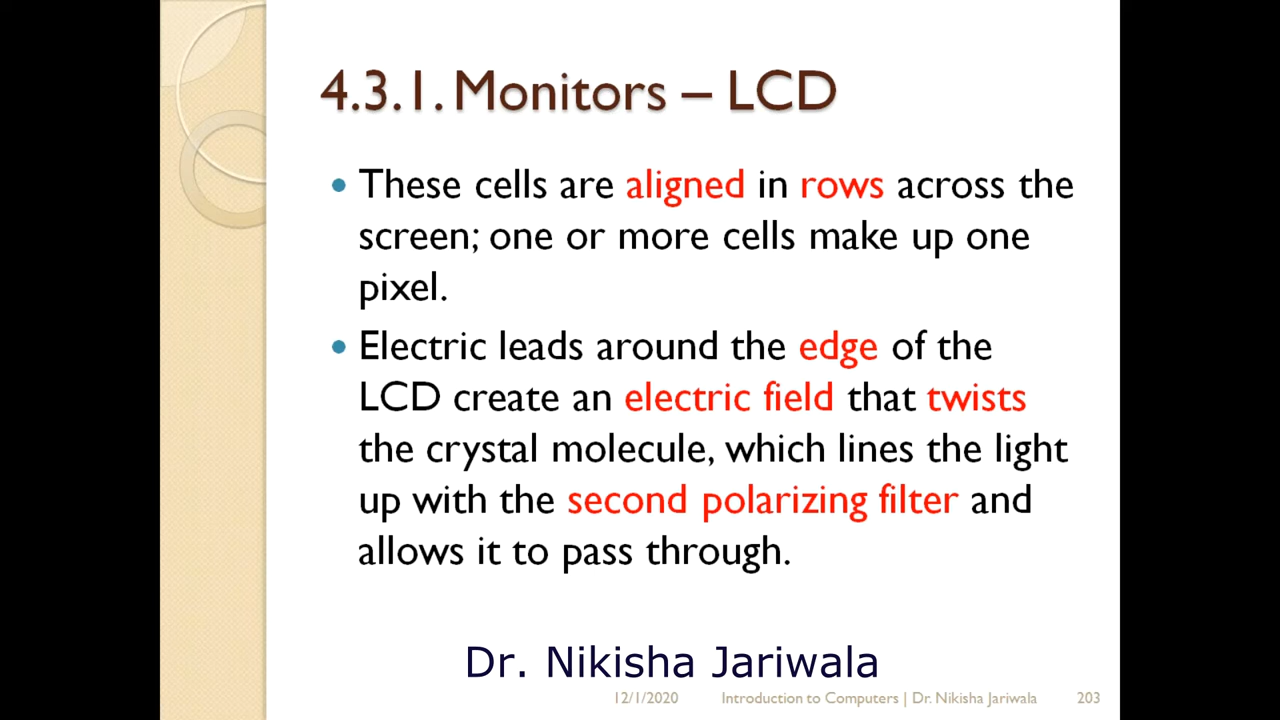 4.3.1. Monitors – LCD
• These cells are aligned in rows across the
screen; one or more cells make up one
pixel.
• Electric leads around the edge of the
LCD create an electric field that twists
the crystal molecule, which lines the light
up with the second polarizing filter and
allows it to pass through.
Dr. Nikisha Jariwala
12/1/2020 Introduction to Computers | Dr. Nikisha Jariwala 203